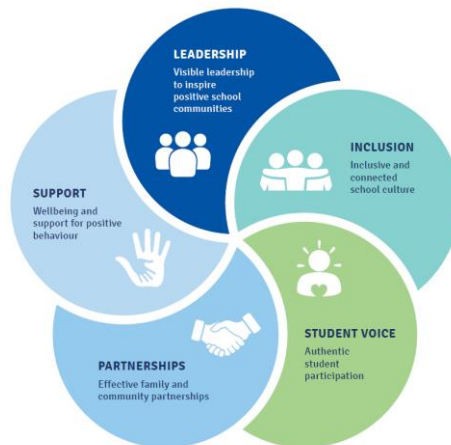 LEADERSHIP
Visible leadership
to inspire
positive school
communities
INCLUSION
Inclusive and
connected
school culture
STUDENT VOICE
Authentic
student
participation
PARTNERSHIPS
Effective family and
community partnerships
SUPPORT
Wellbeing and
support for positive
behaviour